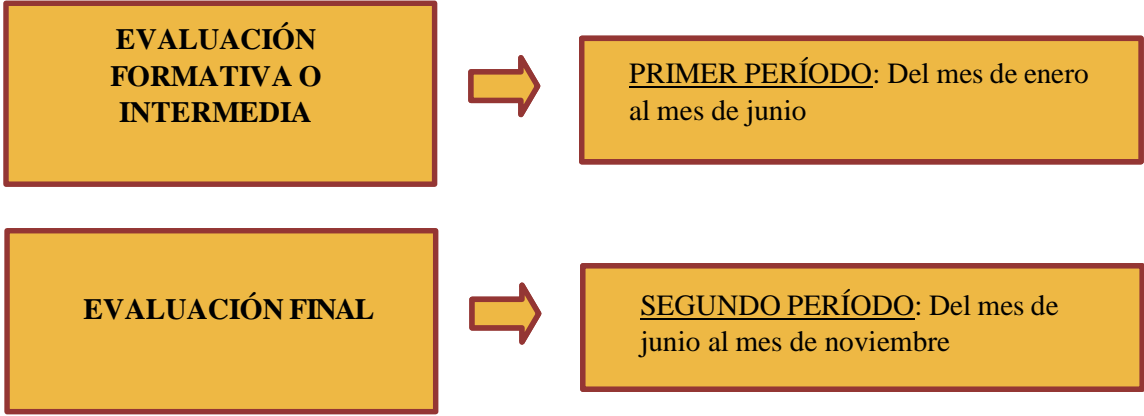 EVALUACIÓN
FORMATIVA O
INTERMEDIA
PRIMER PERÍODO: Del mes de enero
al mes de junio
EVALUACIÓN FINAL
SEGUNDO PERÍODO: Del mes de
junio al mes de noviembre